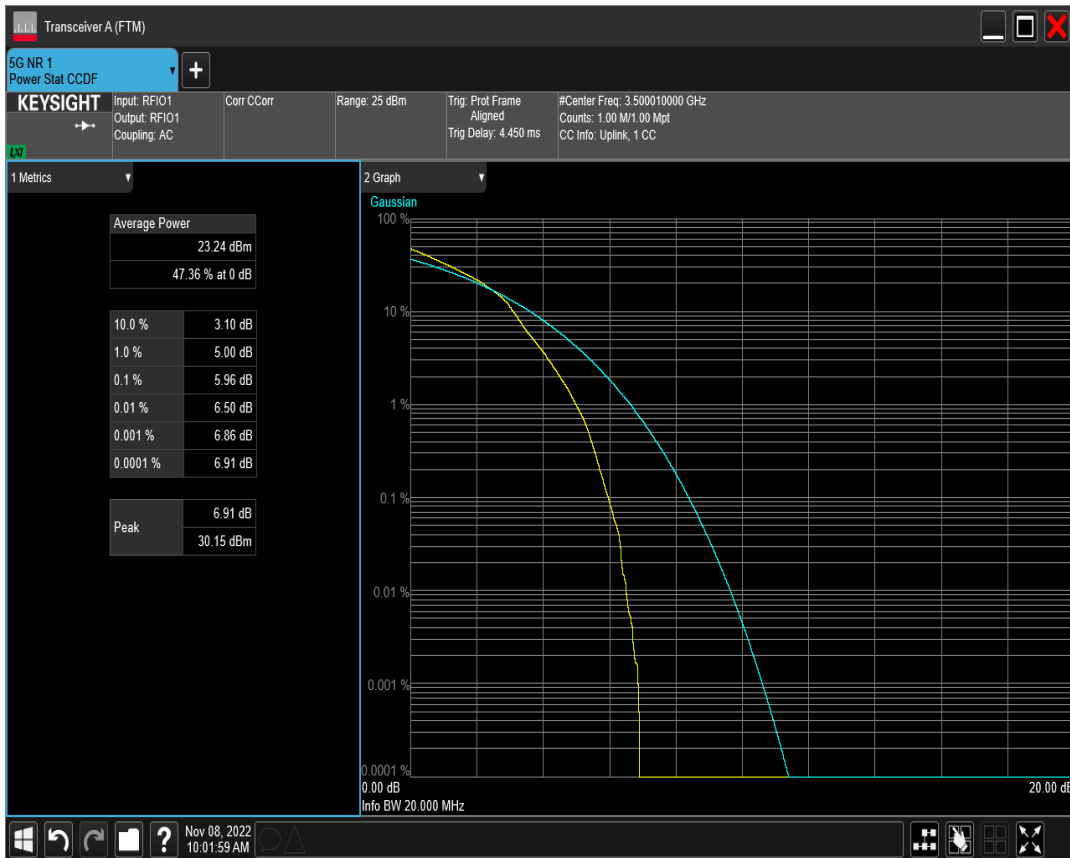 Transceiver A (FTM)
5G NR 1
Power Stat CCDF
+
KEYSIGHT
LXI
Input: RFIO1
Output: RFIO1
Coupling: AC
Corr CCorr
Range: 25 dBm
Trig: Prot Frame
Aligned
Trig Delay: 4.450 ms
#Center Freq: 3.500010000 GHz
Counts: 1.00 M/1.00 Mpt
CC Info: Uplink, 1 CC
1 Metrics
Average Power
23.24 dBm
47.36 % at 0 dB
10.0 % 3.10 dB
1.0 % 5.00 dB
0.1 % 5.96 dB
0.01 % 6.50 dB
0.001 % 6.86 dB
0.0001 % 6.91 dB
Peak
6.91 dB
30.15 dBm
2 Graph
Gaussian
100 %
10 %
1 %
0.1 %
0.01 %
0.001 %
0.0001 %
0.00 dB
20.00 dB
Info BW 20.000 MHz
?
Nov 08, 2022
10:01:59 AM